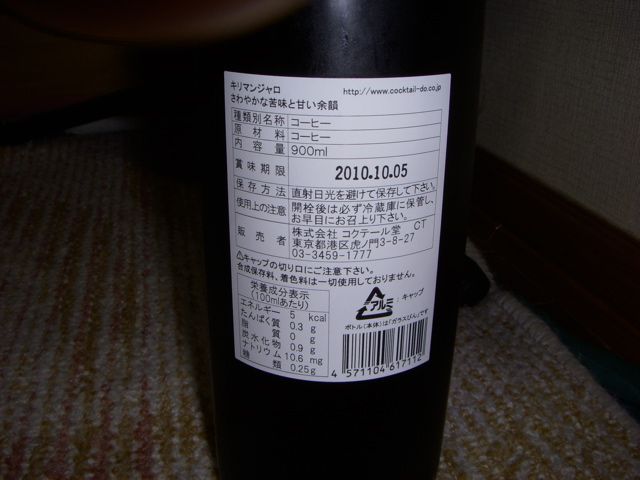 キリマンジャロ http://www.cocktail-do.co.jp
さわやかな苦味と甘い余韻
種類別名称 コーヒー
原材料 コーヒー
内容量 900ml
賞味期限 2010.10.05
保存方法 直射日光を避けて保存して下さい。
使用上の注意 開栓後は必ず冷蔵庫に保管し、
お早目にお召上り下さい。
販売者 株式会社 コクテール堂 CT
東京都港区虎ノ門3-8-27
03-3459-1777
⚠キャップの切り口にご注意下さい。
合成保存料、着色料は一切使用しておりません。
栄養成分表示
(100mlあたり)
エネルギー 5 kcal
たんぱく質 0.3 g
脂質 0 g
炭水化物 0.9 g
ナトリウム 10.6 mg
糖類 0.25g
アルミ :キャップ
ボトル(本体)は「ガラスびん」です
4 571104 617114